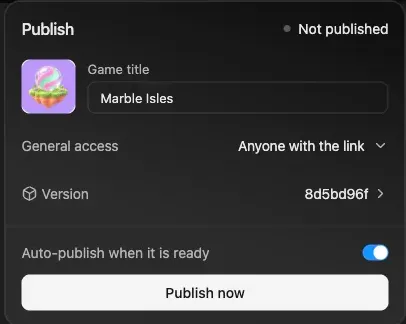 Publish
Not published
Game title
Marble Isles
General access
Anyone with the link
Version
8d5bd96f
Auto-publish when it is ready
Publish now